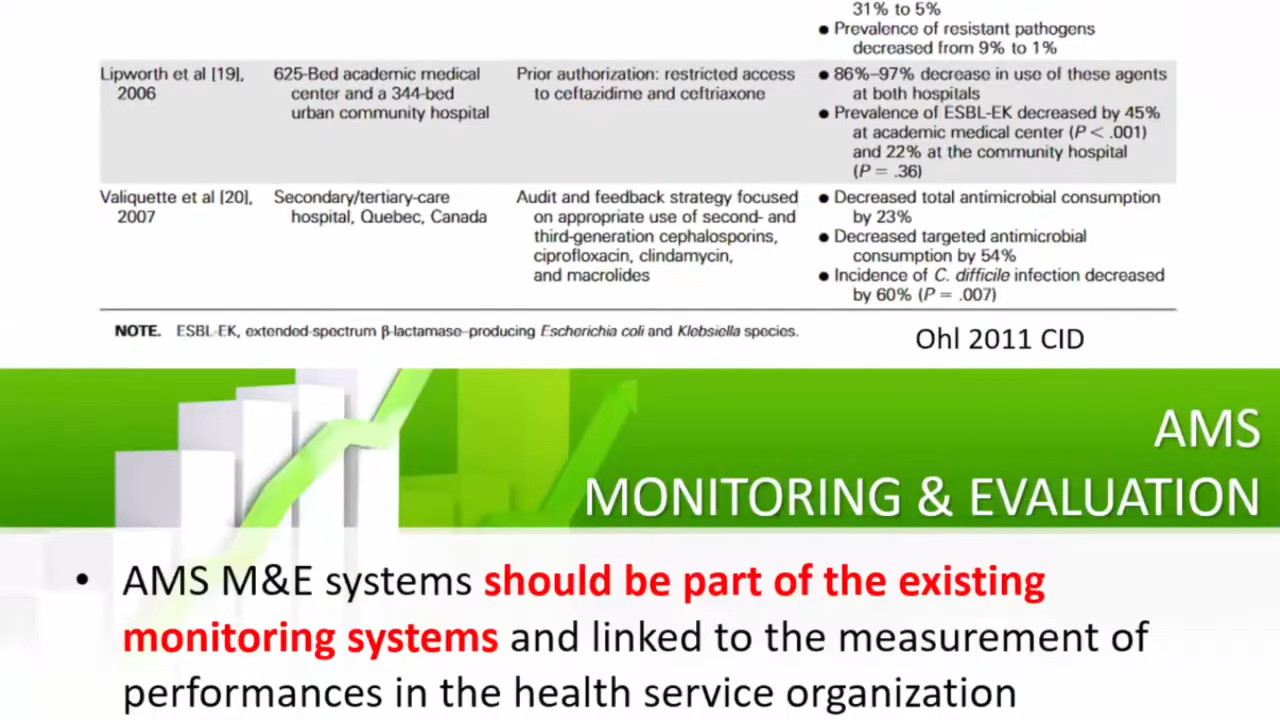 31% to 5%
● Prevalence of resistant pathogens
decreased from 9% to 1%
Lipworth et al [19],
2006
625-Bed academic medical
center and a 344-bed
urban community hospital
Prior authorization: restricted access
to ceftazidime and ceftriaxone
● 86%–97% decrease in use of these agents
at both hospitals
● Prevalence of ESBL-EK decreased by 45%
at academic medical center (P < .001)
and 22% at the community hospital
(P = .36)
Valiquette et al [20],
2007
Secondary/tertiary-care
hospital, Quebec, Canada
Audit and feedback strategy focused
on appropriate use of second- and
third-generation cephalosporins,
ciprofloxacin, clindamycin,
and macrolides
● Decreased total antimicrobial consumption
by 23%
● Decreased targeted antimicrobial
consumption by 54%
● Incidence of C. difficile infection decreased
by 60% (P = .007)
NOTE. ESBL-EK, extended-spectrum β-lactamase–producing Escherichia coli and Klebsiella species.
Ohl 2011 CID
AMS
MONITORING & EVALUATION
• AMS M&E systems should be part of the existing
monitoring systems and linked to the measurement of
performances in the health service organization